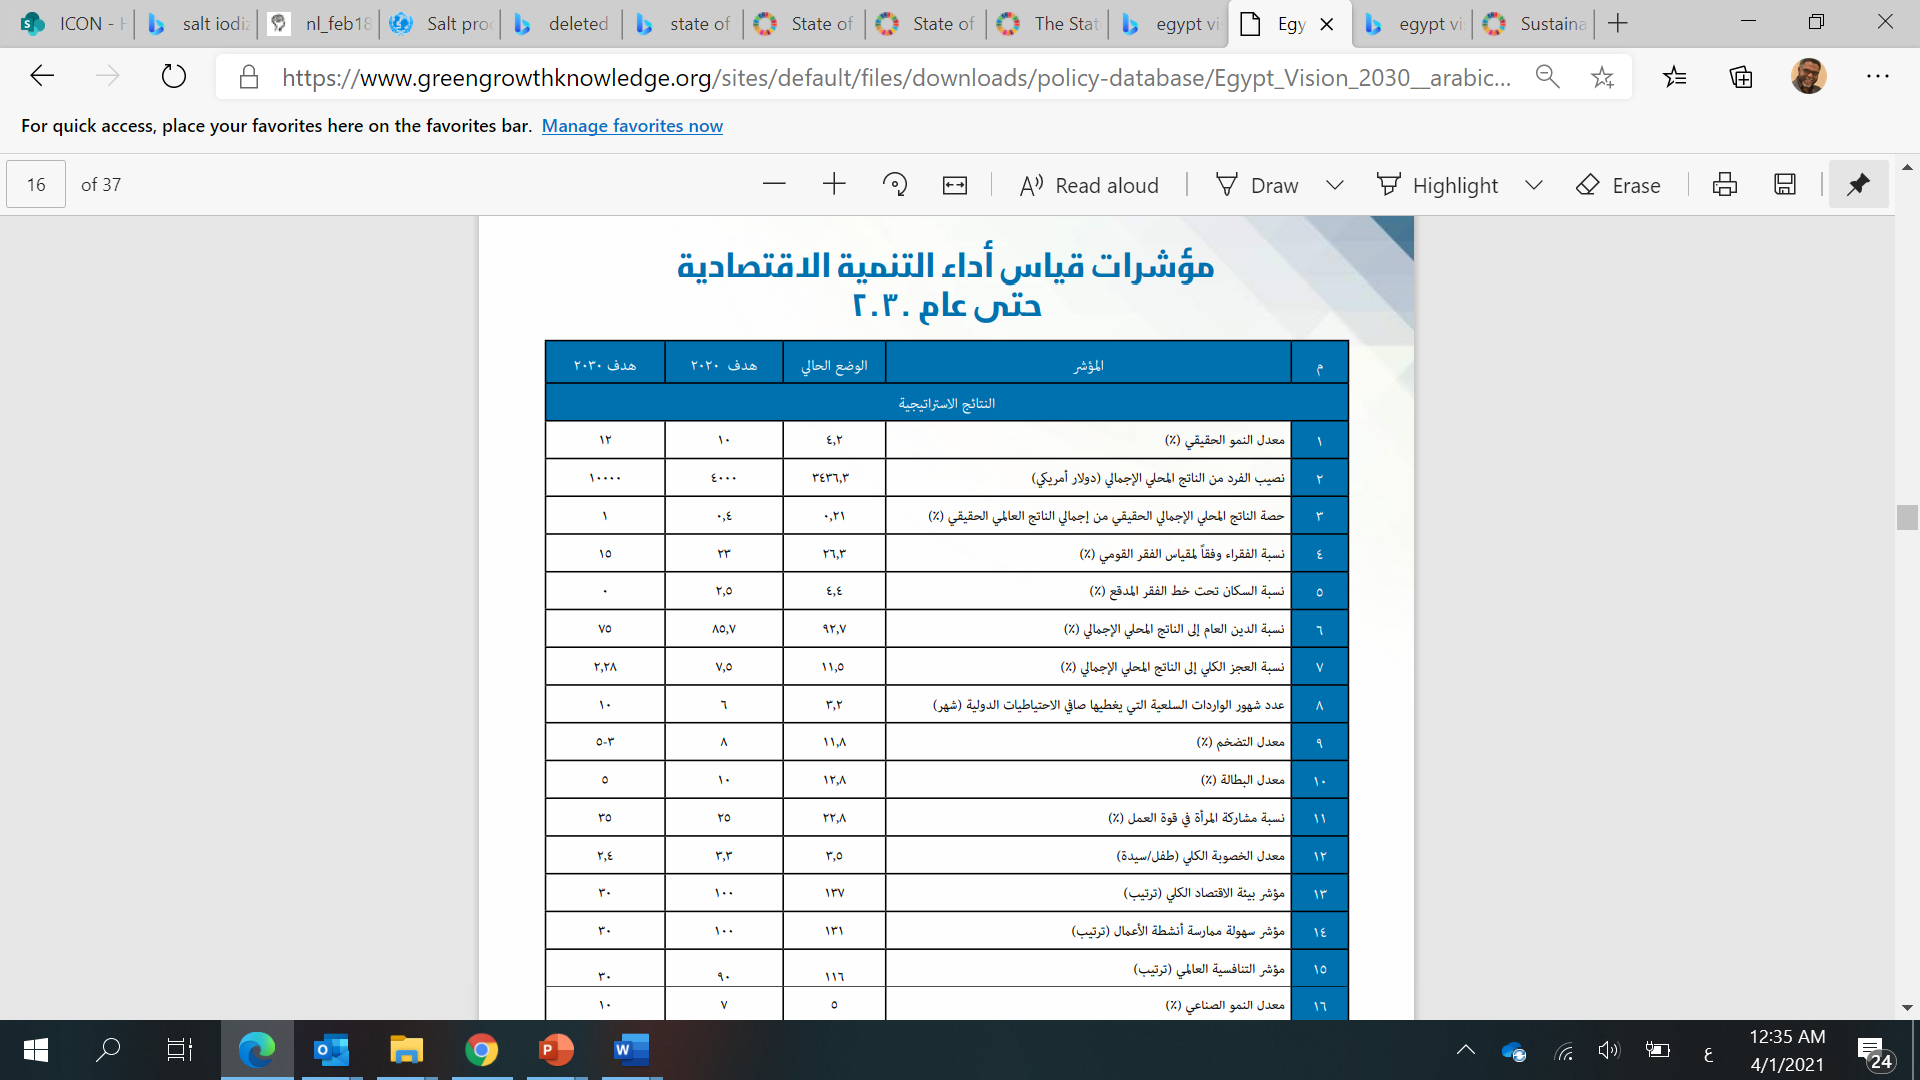 ICON - H
salt iodiz
nl_feb18
Salt pro
deleted
state of
State of
State of
The Stat
egypt vi
Egy
egypt vi
Sustaina
https://www.greengrowthknowledge.org/sites/default/files/downloads/policy-database/Egypt_Vision_2030__arabic...
For quick access, place your favorites here on the favorites bar. Manage favorites now
16 of 37 Read aloud Draw Highlight Erase
مؤشرات قياس أداء التنمية الاقتصادية
حتى عام ٢٠٣٠
م المؤشر الوضع الحالي هدف ٢٠٢٠ هدف ٢٠٣٠
النتائج الاستراتيجية
١ معدل النمو الحقيقي (٪) ٤,٢ ١٠ ١٢
٢ نصيب الفرد من الناتج المحلي الإجمالي (دولار أمريكي) ٣٤٣٦,٣ ٤٠٠٠ ١٠٠٠٠
٣ حصة الناتج المحلي الإجمالي الحقيقي من إجمالي الناتج العالمي الحقيقي (٪) ٠,٢١ ٠,٤ ١
٤ نسبة الفقراء وفقاً لمقياس الفقر القومي (٪) ٢٦,٣ ٢٣ ١٥
٥ نسبة السكان تحت خط الفقر المدقع (٪) ٤,٤ ٢,٥ ٠
٦ نسبة الدين العام إلى الناتج المحلي الإجمالي (٪) ٩٢,٧ ٨٥,٧ ٧٥
٧ نسبة العجز الكلي إلى الناتج المحلي الإجمالي (٪) ١١,٥ ٧,٥ ٢,٢٨
٨ عدد شهور الواردات السلعية التي يغطيها صافي الاحتياطيات الدولية (شهر) ٣,٢ ٦ ١٠
٩ معدل التضخم (٪) ١١,٨ ٨ ٣-٥
١٠ معدل البطالة (٪) ١٢,٨ ١٠ ٥
١١ نسبة مشاركة المرأة في قوة العمل (٪) ٢٢,٨ ٢٥ ٣٥
١٢ معدل الخصوبة الكلي (طفل/سيدة) ٣,٥ ٣,٣ ٢,٤
١٣ مؤشر بيئة الاقتصاد الكلي (ترتيب) ١٣٧ ١٠٠ ٣٠
١٤ مؤشر سهولة ممارسة أنشطة الأعمال (ترتيب) ١٣١ ١٠٠ ٣٠
١٥ مؤشر التنافسية العالمي (ترتيب) ١١٦ ٩٠ ٣٠
١٦ معدل النمو الصناعي (٪) ٥ ٧ ١٠
ع
12:35 AM
4/1/2021
24